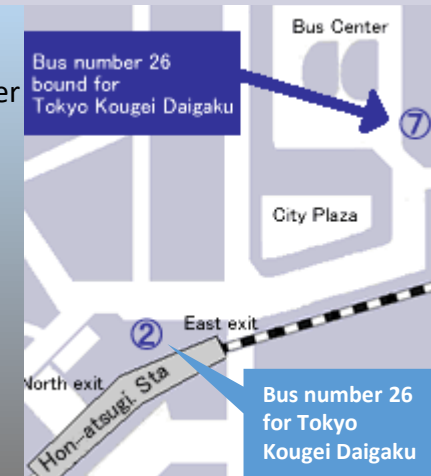 er
Bus Center
Bus number 26
bound for
Tokyo Kougei Daigaku
⑦
City Plaza
②
East exit
North exit
Hon-atsugi. Sta
Bus number 26
for Tokyo
Kougei Daigaku